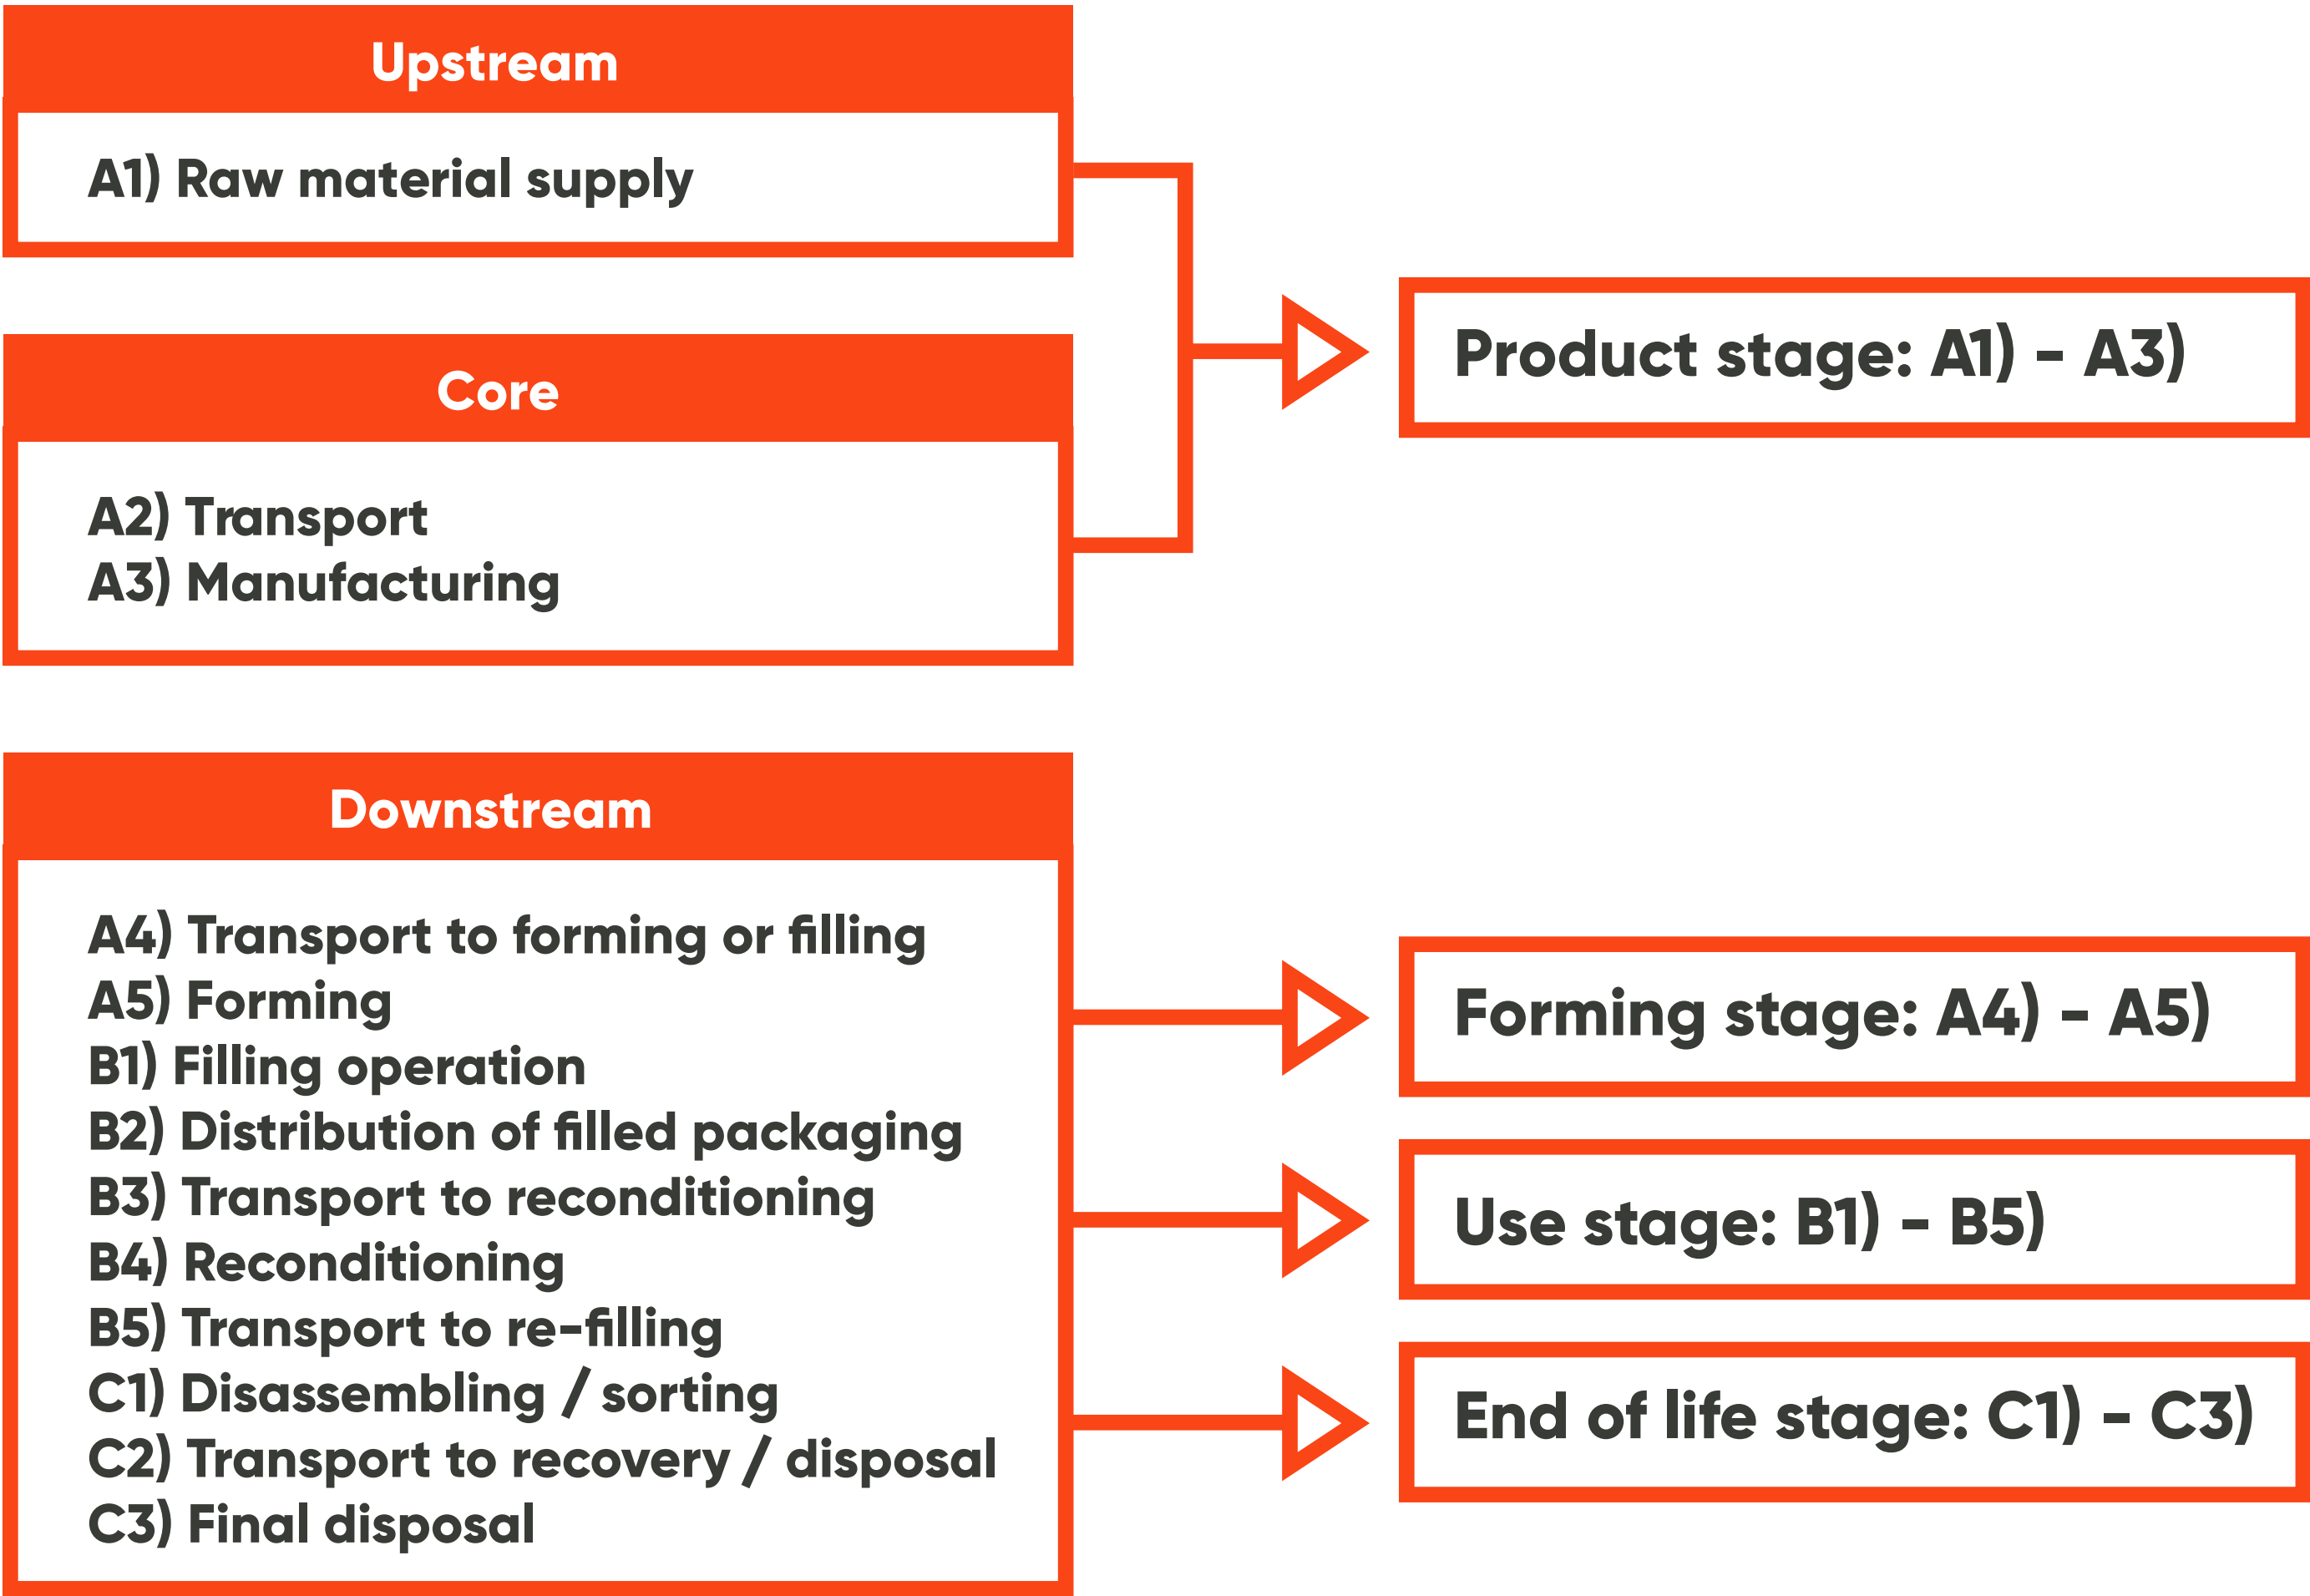 Upstream
A1) Raw material supply
Product stage: A1) – A3)
Core
A2) Transport
A3) Manufacturing
Downstream
A4) Transport to forming or filling
A5) Forming
B1) Filling operation
B2) Distribution of filled packaging
B3) Transport to reconditioning
B4) Reconditioning
B5) Transport to re-filling
C1) Disassembling / sorting
C2) Transport to recovery / disposal
C3) Final disposal
Forming stage: A4) - A5)
Use stage: B1) - B5)
End of life stage: C1) - C3)